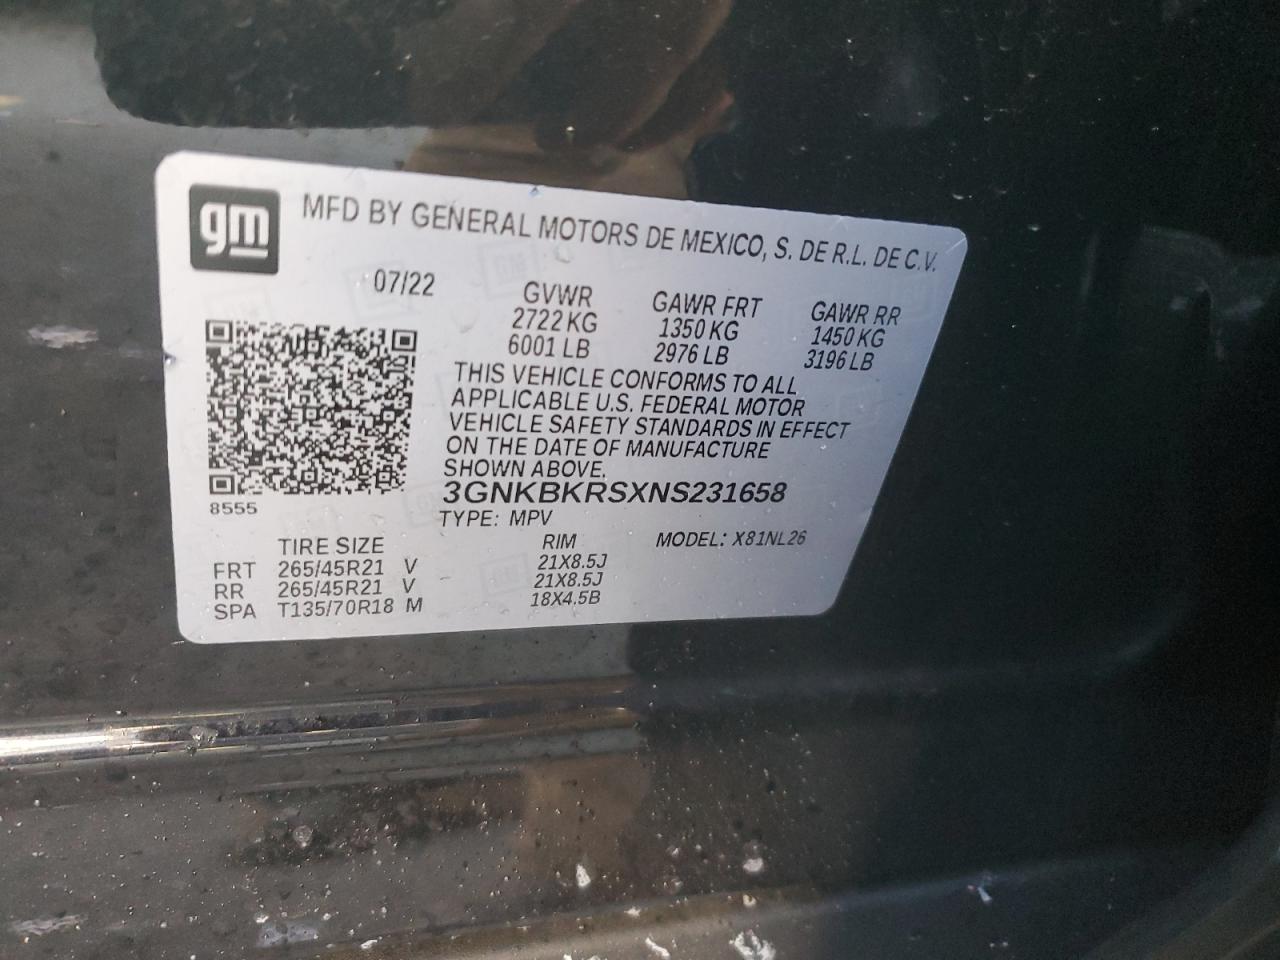 gm
MFD BY GENERAL MOTORS DE MEXICO, S. DE R.L. DE C.V.
07/22
GVWR GAWR FRT GAWR RR
2722 KG 1350 KG 1450 KG
6001 LB 2976 LB 3196 LB
THIS VEHICLE CONFORMS TO ALL
APPLICABLE U.S. FEDERAL MOTOR
VEHICLE SAFETY STANDARDS IN EFFECT
ON THE DATE OF MANUFACTURE
SHOWN ABOVE.
3GNKBKRSXNS231658
8555
TYPE: MPV
TIRE SIZE RIM MODEL: X81NL26
FRT 265/45R21 V 21X8.5J
RR 265/45R21 V 21X8.5J
SPA T135/70R18 M 18X4.5B